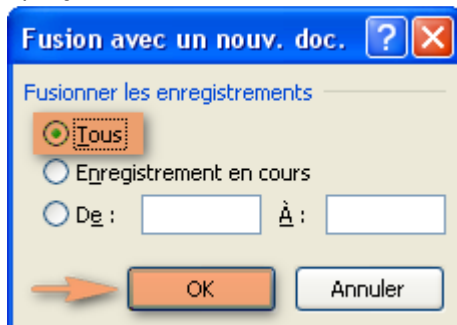 Fusion avec un nouv. doc.
Fusionner les enregistrements
Tous
Enregistrement en cours
De : À :
OK Annuler